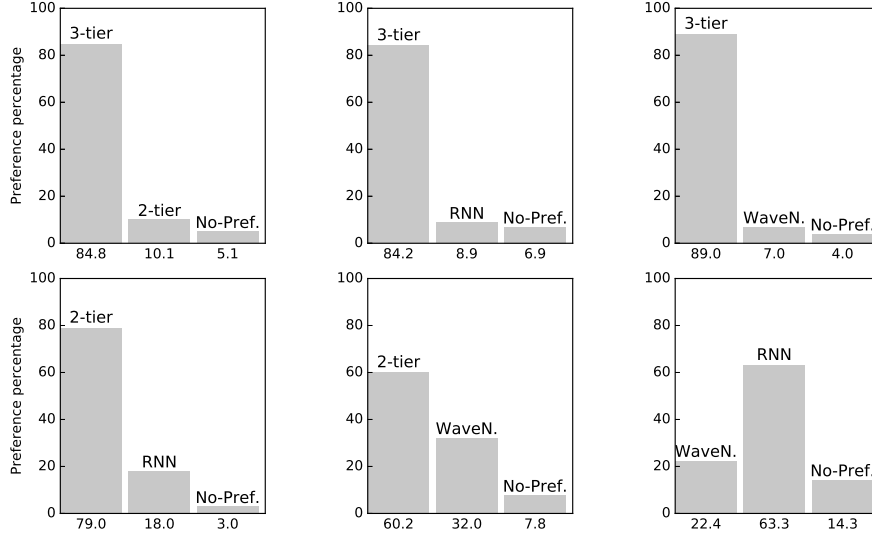 Preference percentage
100
80
60
40
20
0
3-tier
2-tier
No-Pref.
84.8 10.1 5.1
100
80
60
40
20
0
3-tier
RNN
No-Pref.
84.2 8.9 6.9
100
80
60
40
20
0
3-tier
WaveN.
No-Pref.
89.0 7.0 4.0
Preference percentage
100
80
60
40
20
0
2-tier
RNN
No-Pref.
79.0 18.0 3.0
100
80
60
40
20
0
2-tier
WaveN.
No-Pref.
60.2 32.0 7.8
100
80
60
40
20
0
WaveN.
RNN
No-Pref.
22.4 63.3 14.3